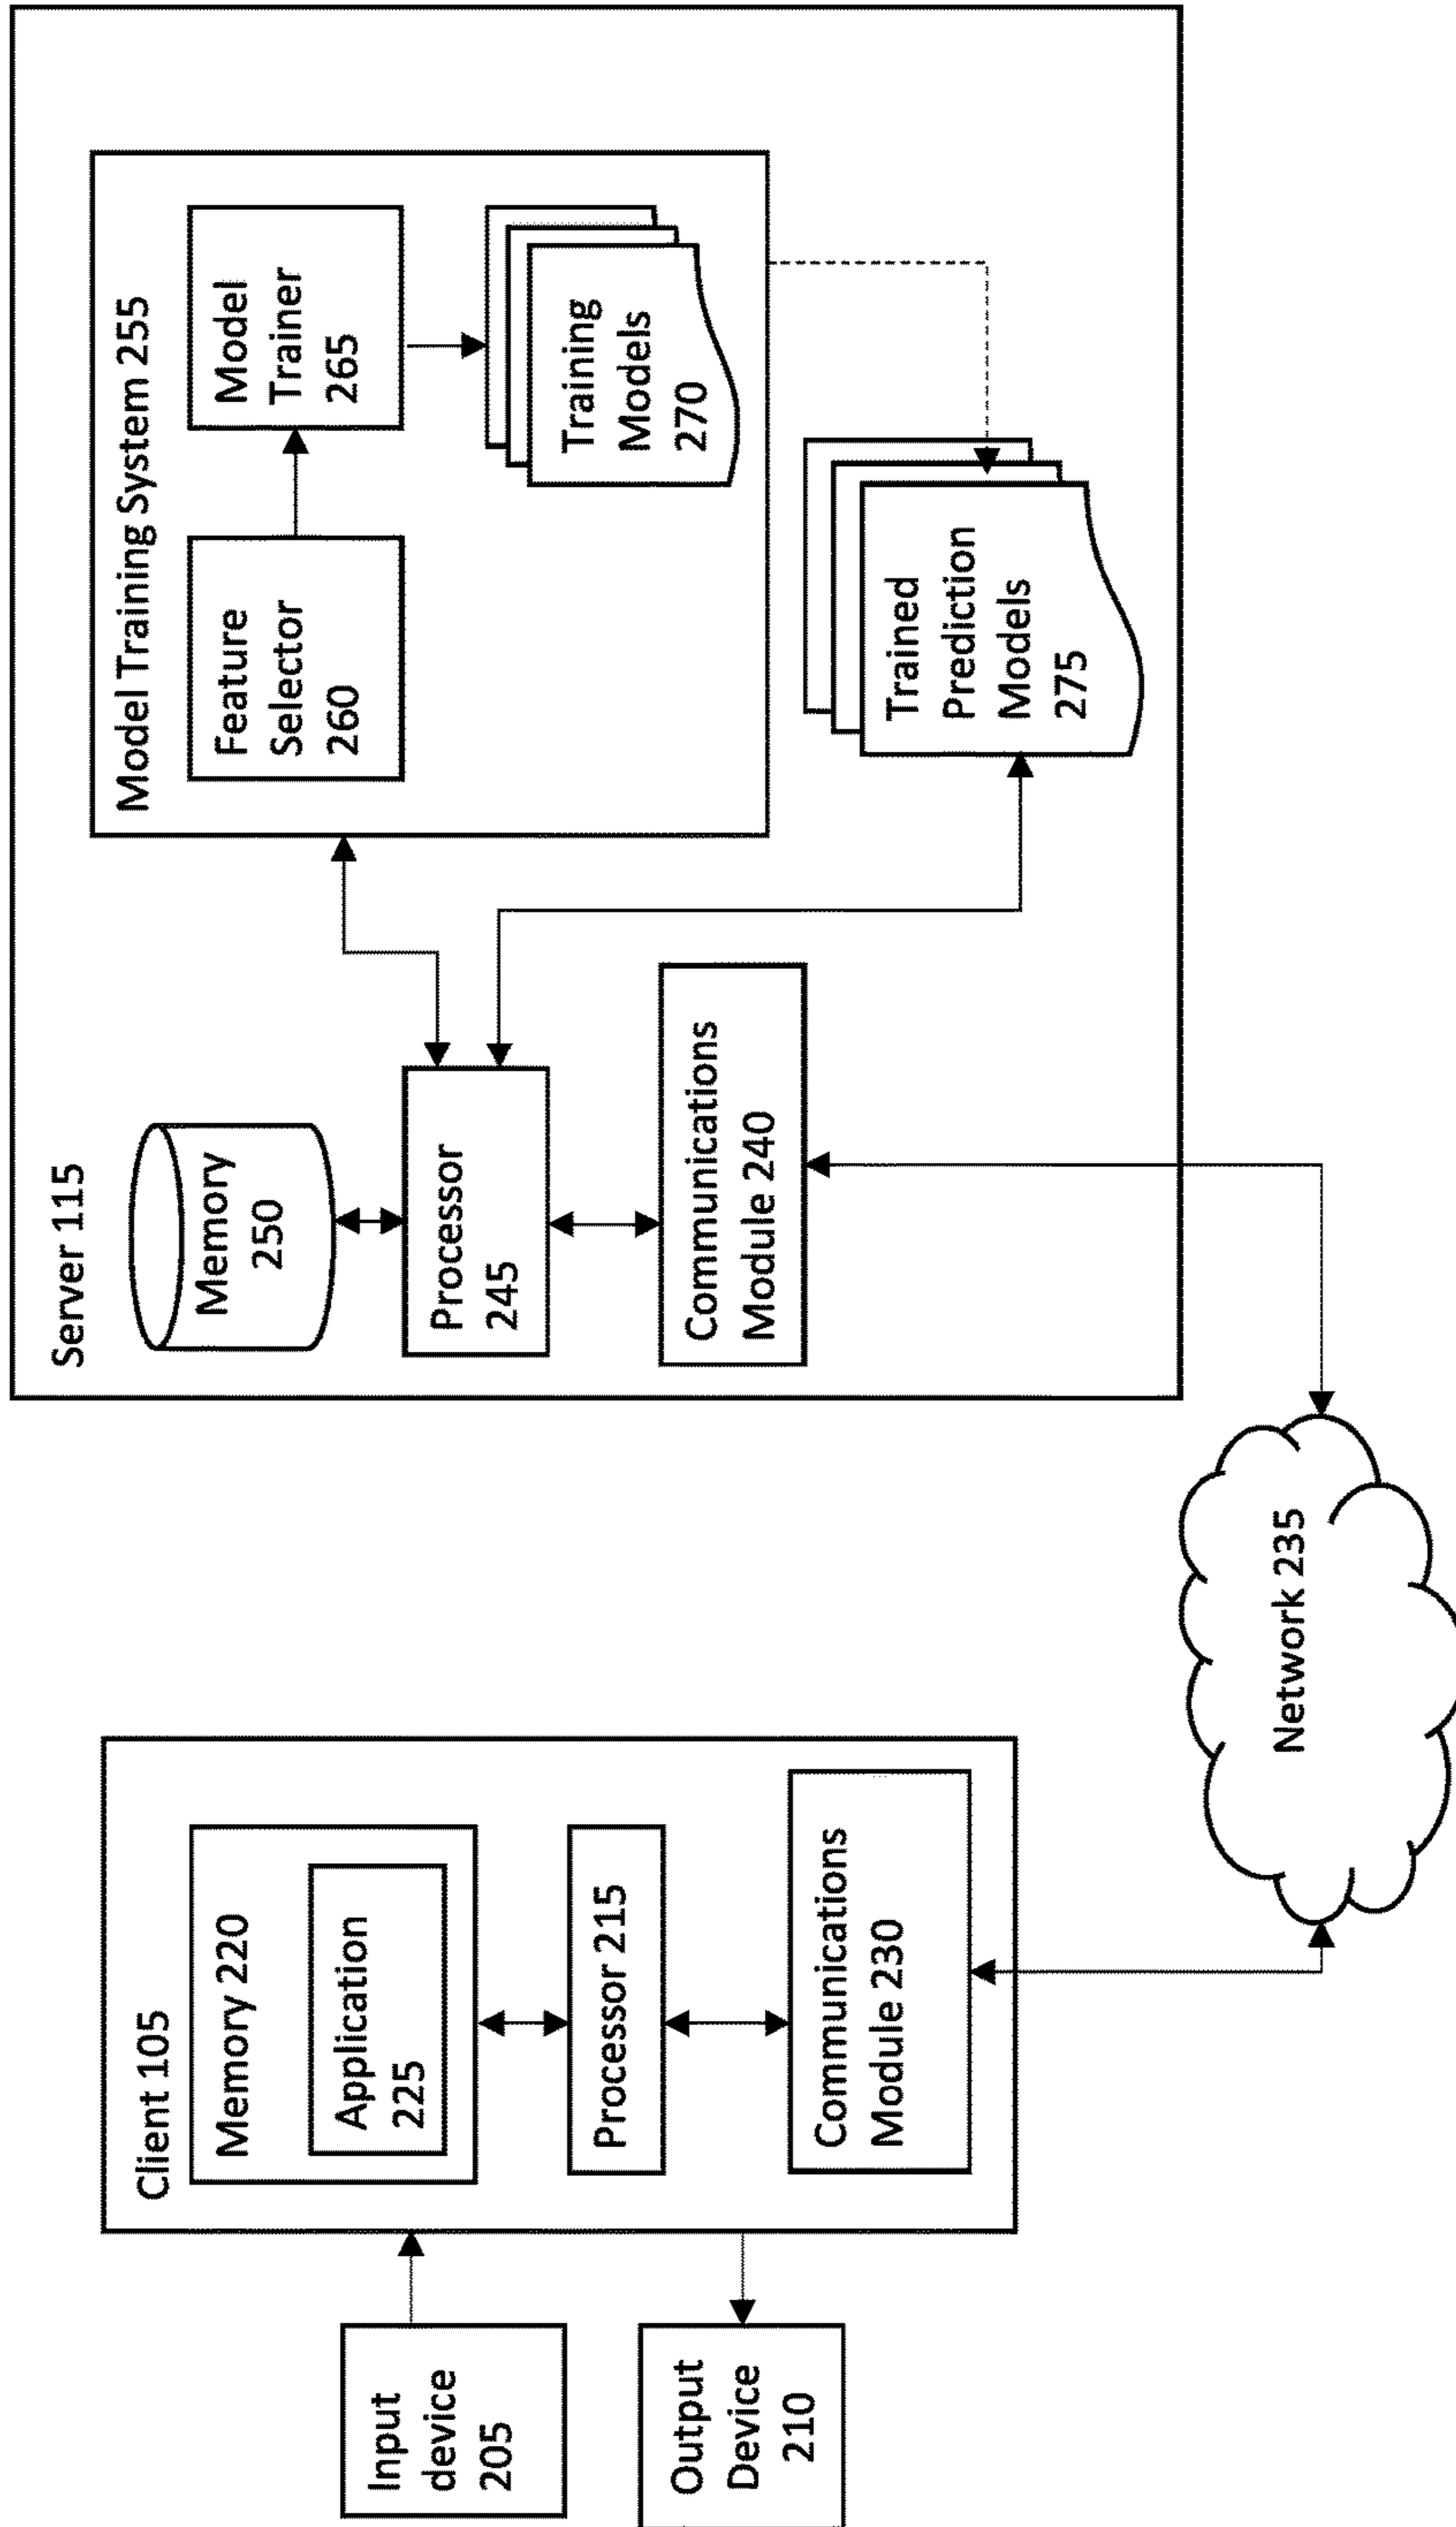 Client 105
Memory 220
Application
225
Processor 215
Communications
Module 230
Input
device
205
Output
Device
210
Network 235
Server 115
Memory
250
Processor
245
Communications
Module 240
Model Training System 255
Feature
Selector
260
Model
Trainer
265
Training
Models
270
Trained
Prediction
Models
275